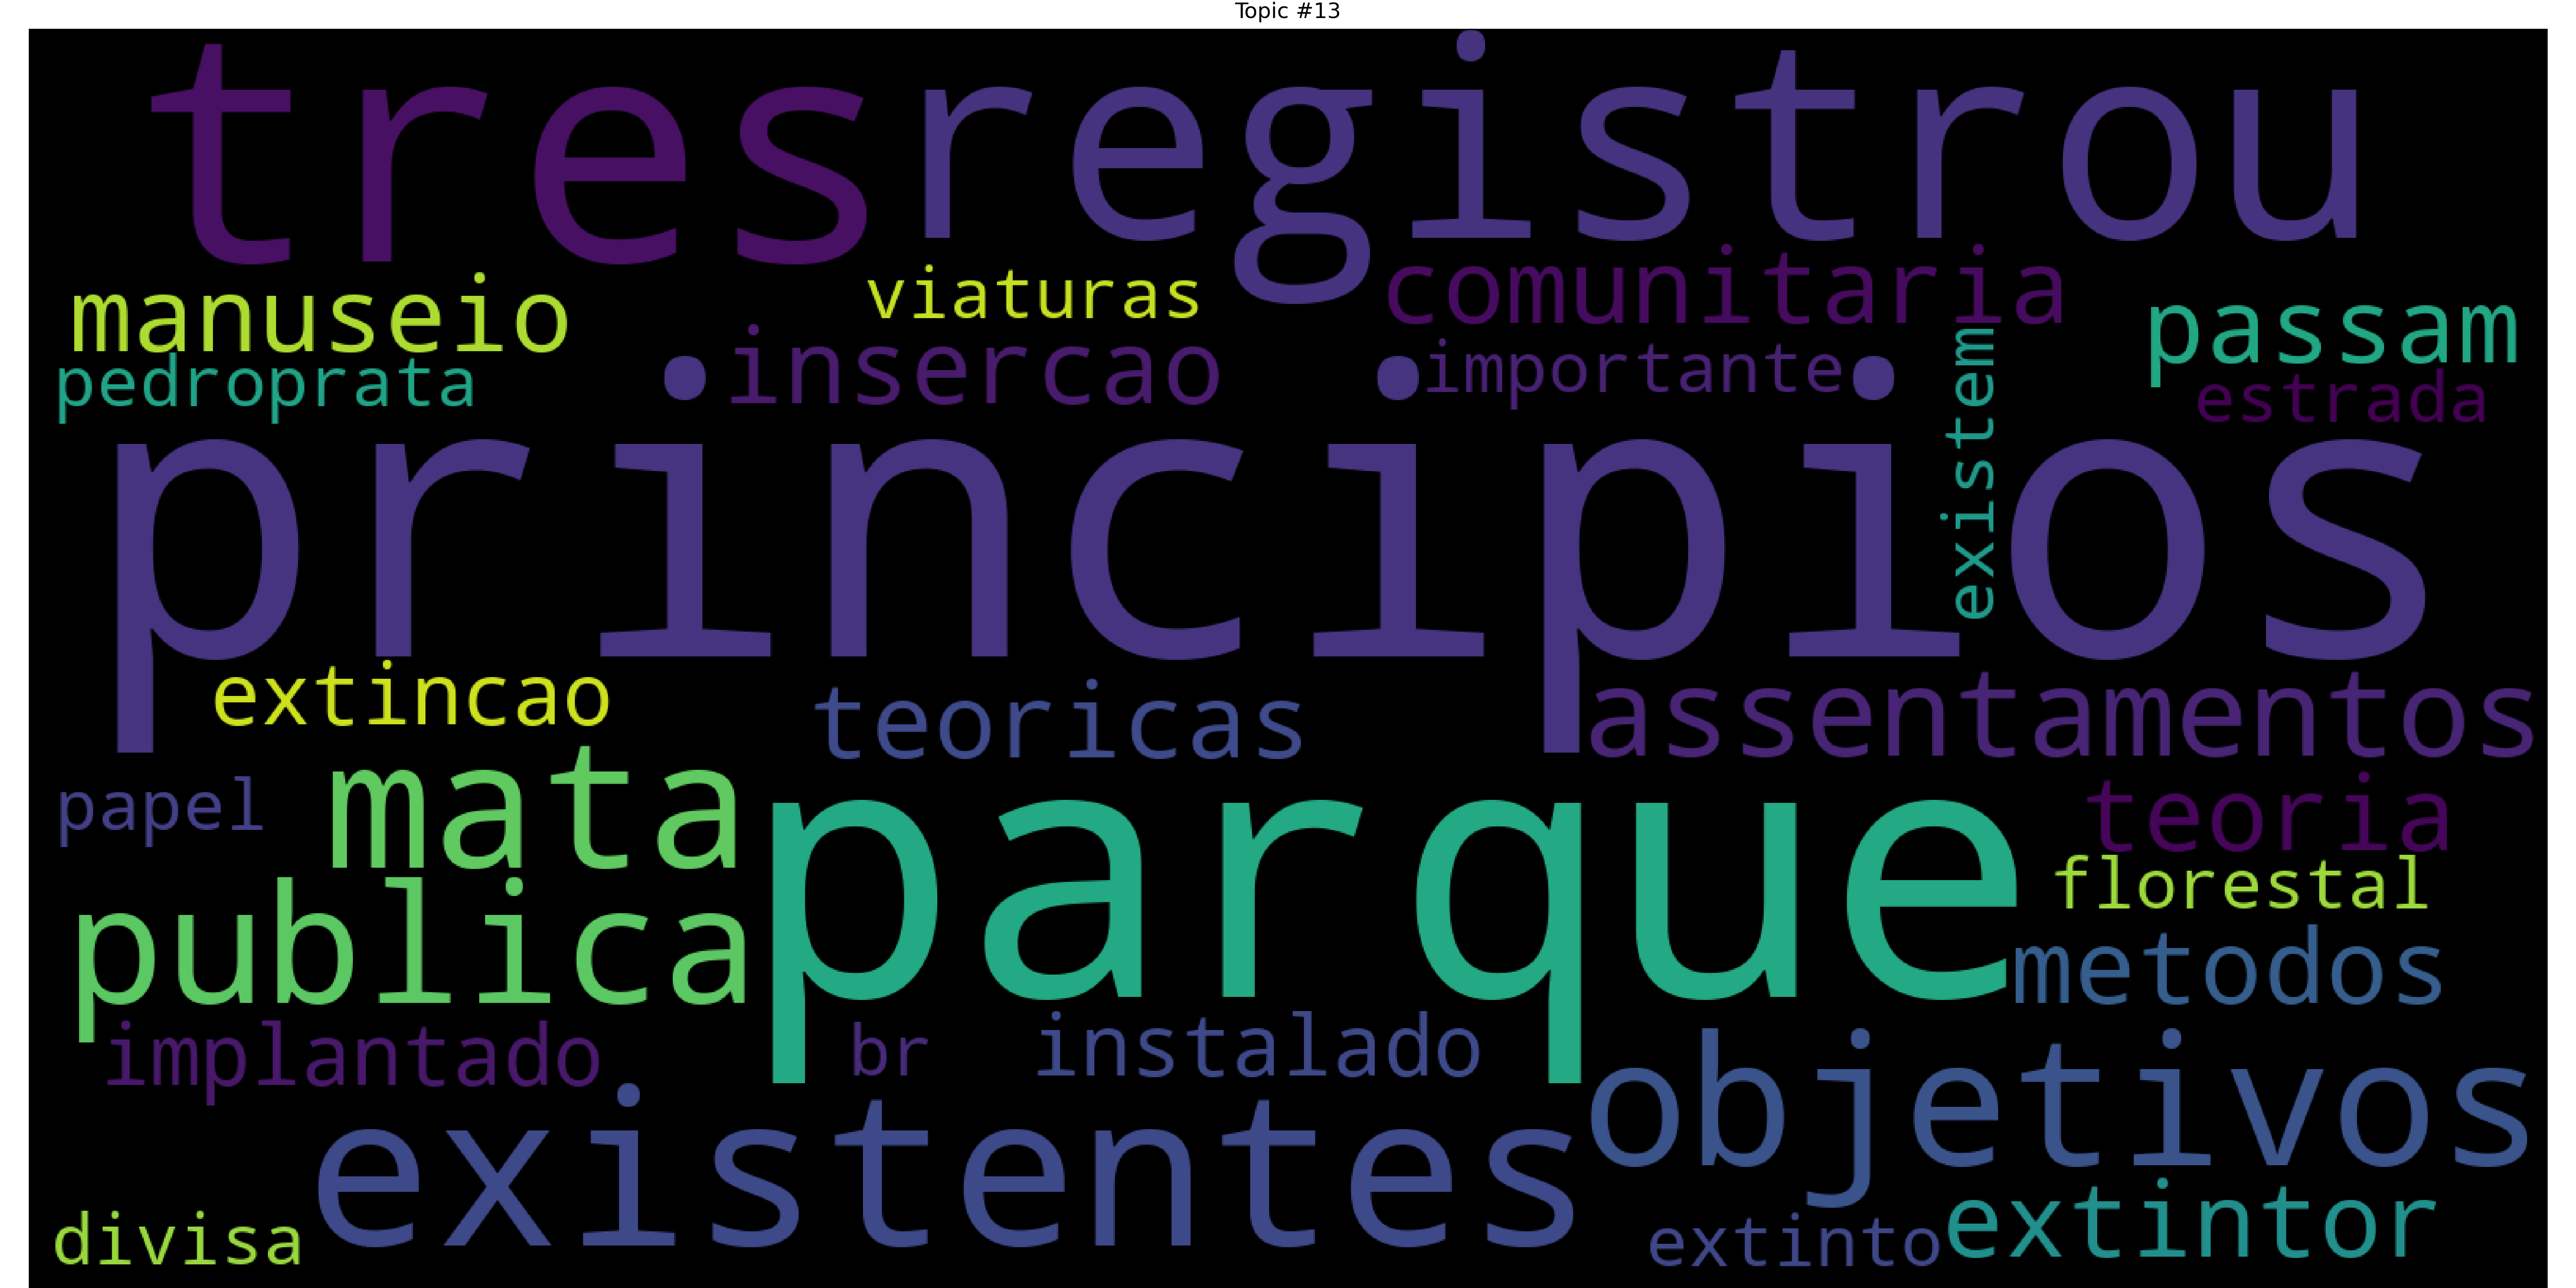 Topic #13
tres registrou
manuseio viaturas comunitaria passam
pedroprata insercao importante existem estrada
principios
extincao teoricas assentamentos
papel mata parque teoria
florestal
publica metodos
implantado br instalado objetivos
existentes
divisa extinto extintor